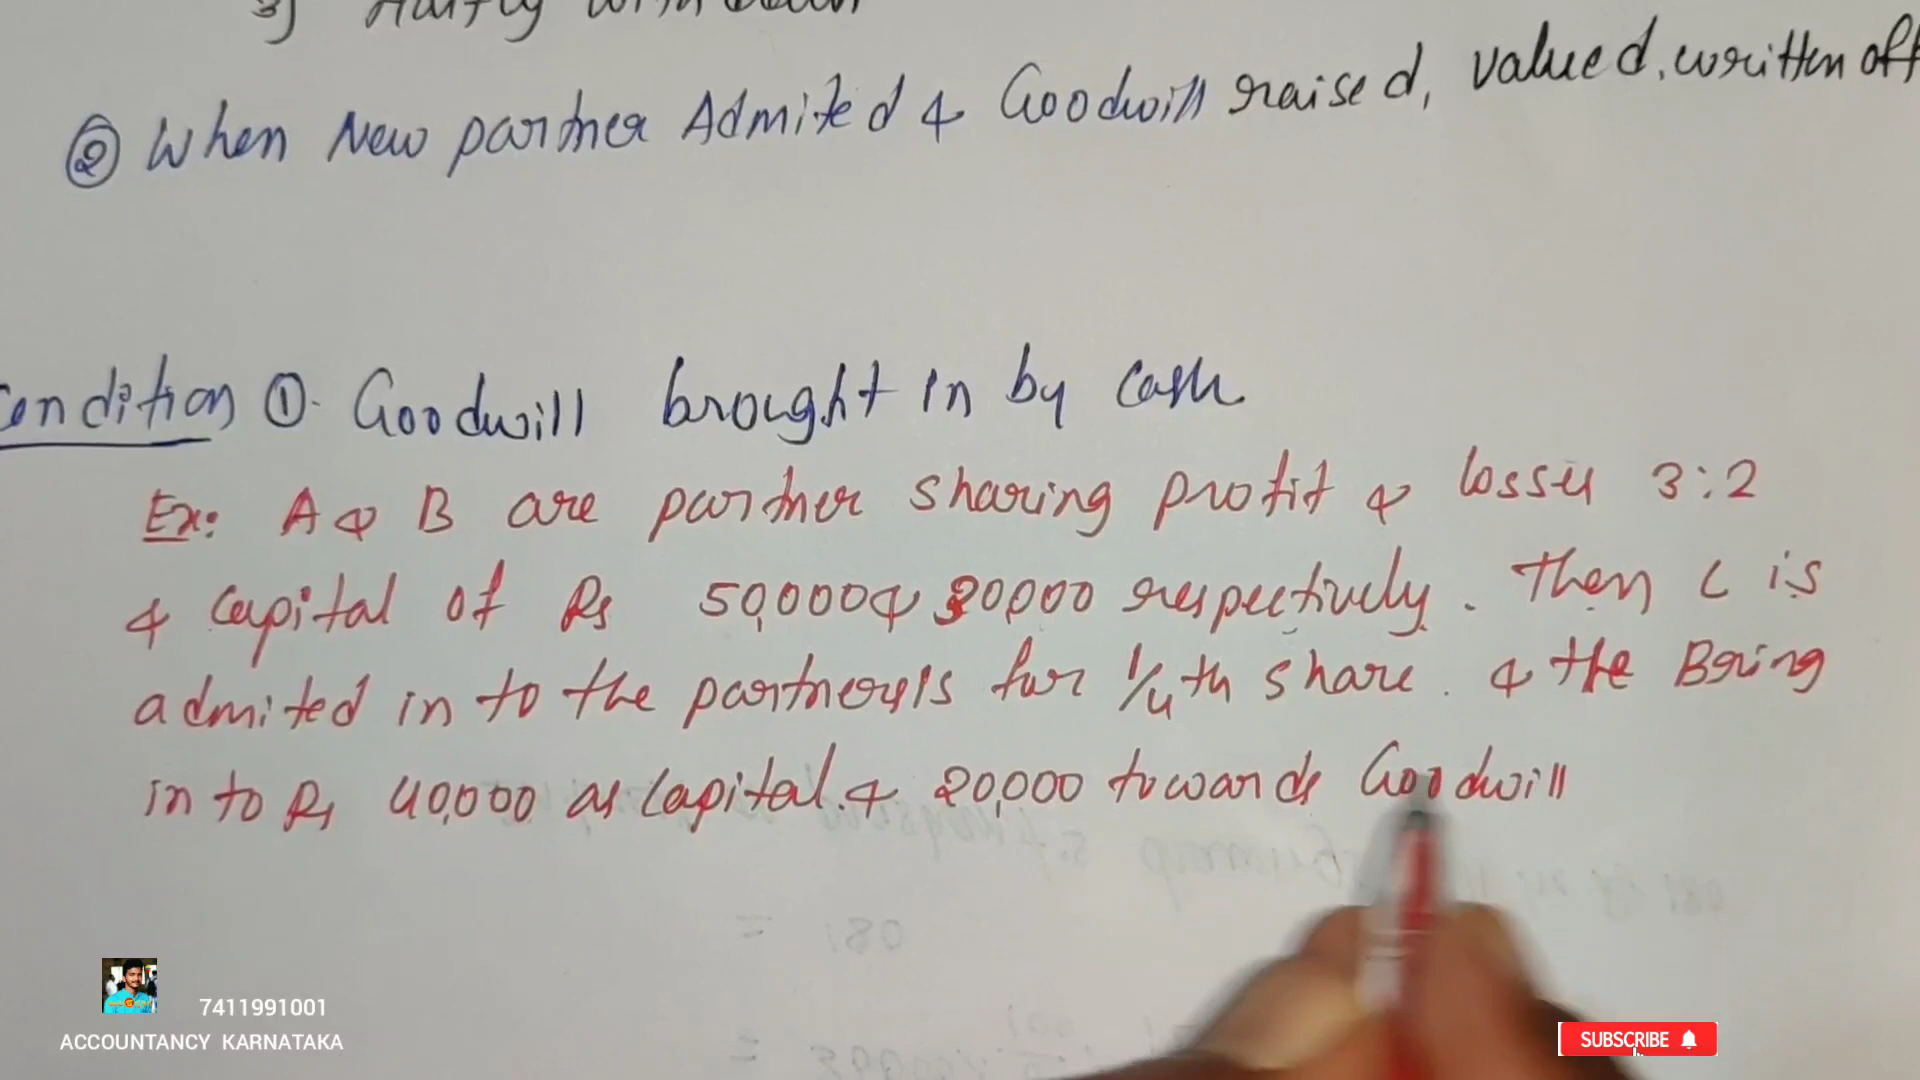 3)
② When New partner Admited & Goodwill raised, valued, written off
Condition ①. Goodwill brought in by cash
Ex: A & B are partner sharing profit & losses 3:2
& Capital of Rs 50,000 & 30,000 respectively. Then C is
admited in to the partnership for 1/4th share. & the Bring
in to Rs 40,000 as Capital. & 20,000 towards Goodwill
7411991001
ACCOUNTANCY KARNATAKA
SUBSCRIBE